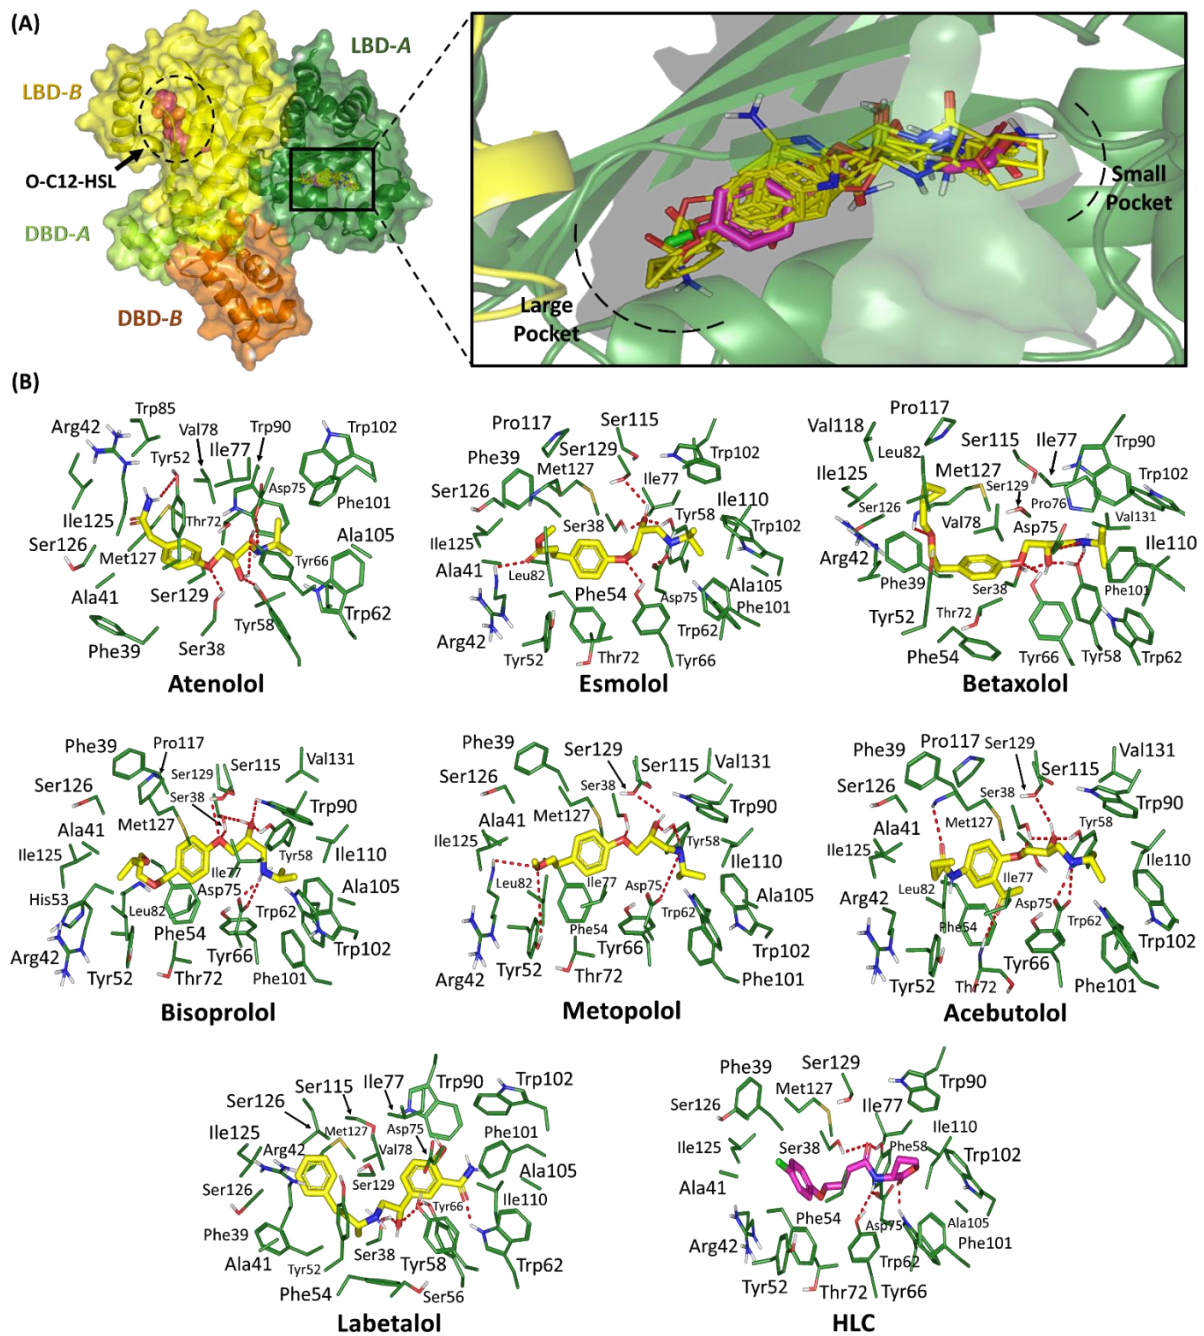 (A)
LBD-A
LBD-B
O-C12-HSL
DBD-A
DBD-B
Small
Pocket
Large
Pocket
(B)
Trp85
Arg42
Val78
Ile77
Trp90
Trp102
Tyr52
Asp75
Phe101
Ile125
Thr72
Ser126
Met127
Tyr66
Ala105
Ala41
Ser129
Phe39
Ser38
Tyr58
Trp62
Atenolol
Pro117
Ser115
Ser129
Trp102
Phe39
Met127
Ile77
Ser126
Ile110
Ser38
Tyr58
Trp102
Ile125
Ala41
Leu82
Phe54
Asp75
Ala105
Phe101
Arg42
Trp62
Tyr52
Thr72
Tyr66
Esmolol
Pro117
Val118
Ser115
Ile77
Trp90
Leu82
Met127
Ser129
Trp102
Ile125
Pro76
Ser126
Val78
Asp75
Val131
Arg42
Ile110
Phe39
Ser38
Phe101
Tyr52
Thr72
Phe54
Tyr66
Tyr58
Trp62
Betaxolol
Phe39
Pro117
Ser129
Ser115
Val131
Ser126
Ser38
Trp90
Ala41
Met127
Tyr58
Ile125
Ile77
Ile110
His53
Asp75
Ala105
Leu82
Phe54
Trp62
Arg42
Tyr66
Trp102
Tyr52
Thr72
Phe101
Bisoprolol
Phe39
Ser129
Ser115
Val131
Ser126
Ser38
Trp90
Ala41
Met127
Tyr58
Ile125
Ile110
Leu82
Ile77
Asp75
Ala105
Phe54
Trp62
Arg42
Tyr52
Thr72
Tyr66
Trp102
Phe101
Metopolol
Phe39
Pro117
Ser129
Val131
Ser126
Ser115
Ser38
Trp90
Ala41
Met127
Tyr58
Ile125
Ile110
Leu82
Ile77
Asp75
Arg42
Phe54
Trp62
Trp102
Tyr52
Thr72
Tyr66
Phe101
Acebutolol
Ser115
Ile77
Trp90
Trp102
Ser126
Met127
Asp75
Ile125
Arg42
Val78
Phe101
Ser126
Ser129
Ala105
Tyr66
Ile110
Phe39
Ser38
Ala41
Tyr52
Tyr58
Trp62
Phe54
Ser56
Labetalol
Phe39
Ser129
Trp90
Met127
Ser126
Ile77
Ile125
Ser38
Phe58
Ile110
Trp102
Ala41
Phe54
Asp75
Ala105
Arg42
Trp62
Phe101
Tyr52
Thr72
Tyr66
HLC